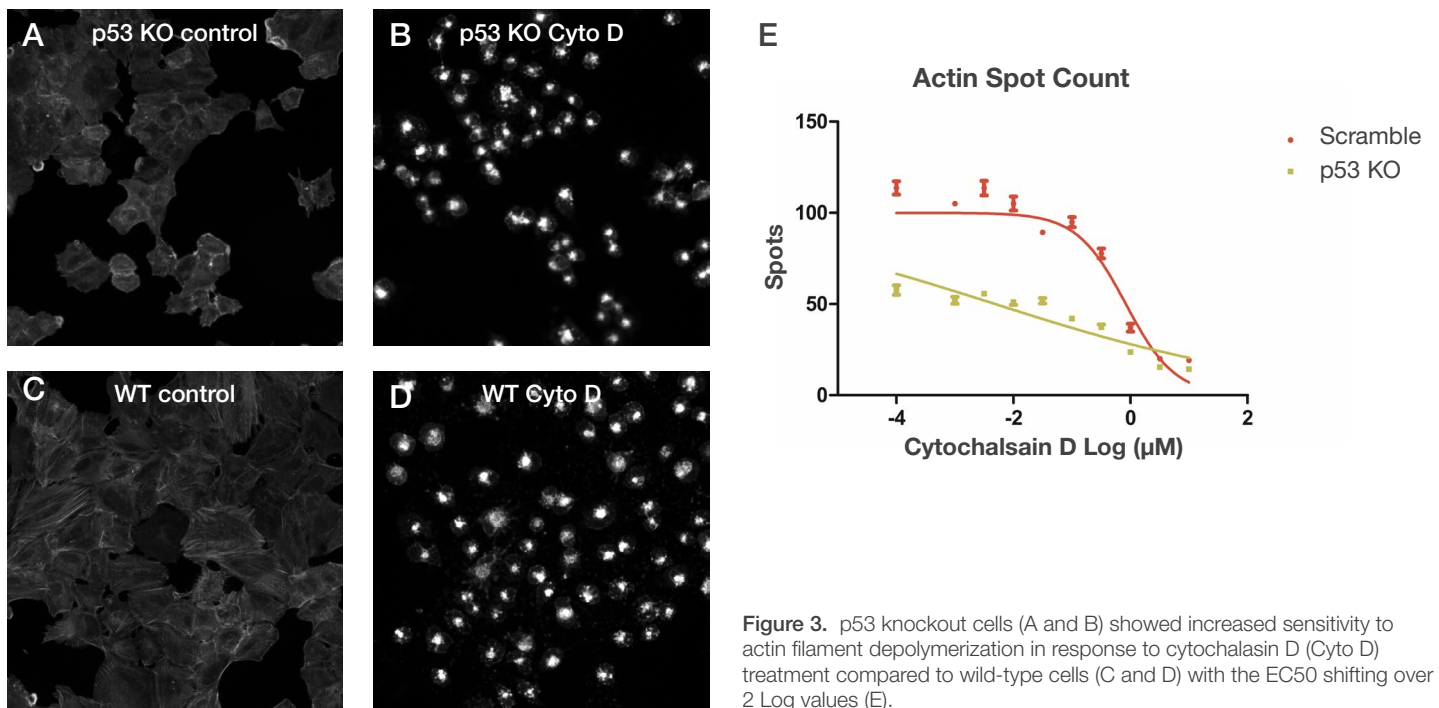 A
p53 KO control
B
p53 KO Cyto D
C
WT control
D
WT Cyto D
E
Actin Spot Count
150
100
50
0
Spots
-4
-2
0
2
Cytochalsain D Log (µM)
Scramble
p53 KO
Figure 3. p53 knockout cells (A and B) showed increased sensitivity to
actin filament depolymerization in response to cytochalasin D (Cyto D)
treatment compared to wild-type cells (C and D) with the EC50 shifting over
2 Log values (E).